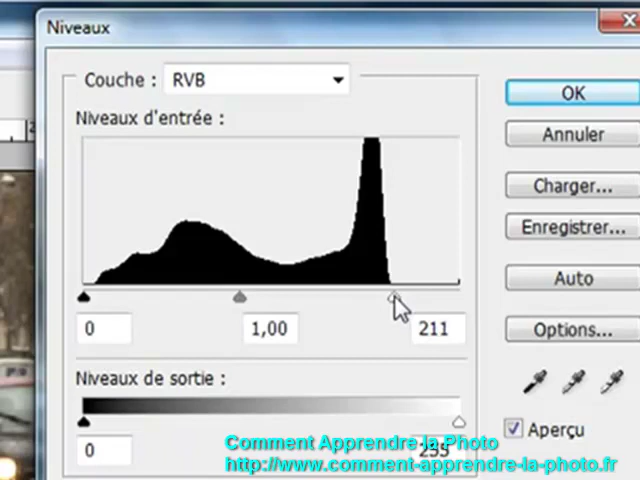 Niveaux
Couche : RVB
OK
Niveaux d'entrée :
Annuler
Charger...
Enregistrer...
Auto
0 1,00 211
Options...
Niveaux de sortie :
Aperçu
0 255
Comment Apprendre la Photo
http://www.comment-apprendre-la-photo.fr